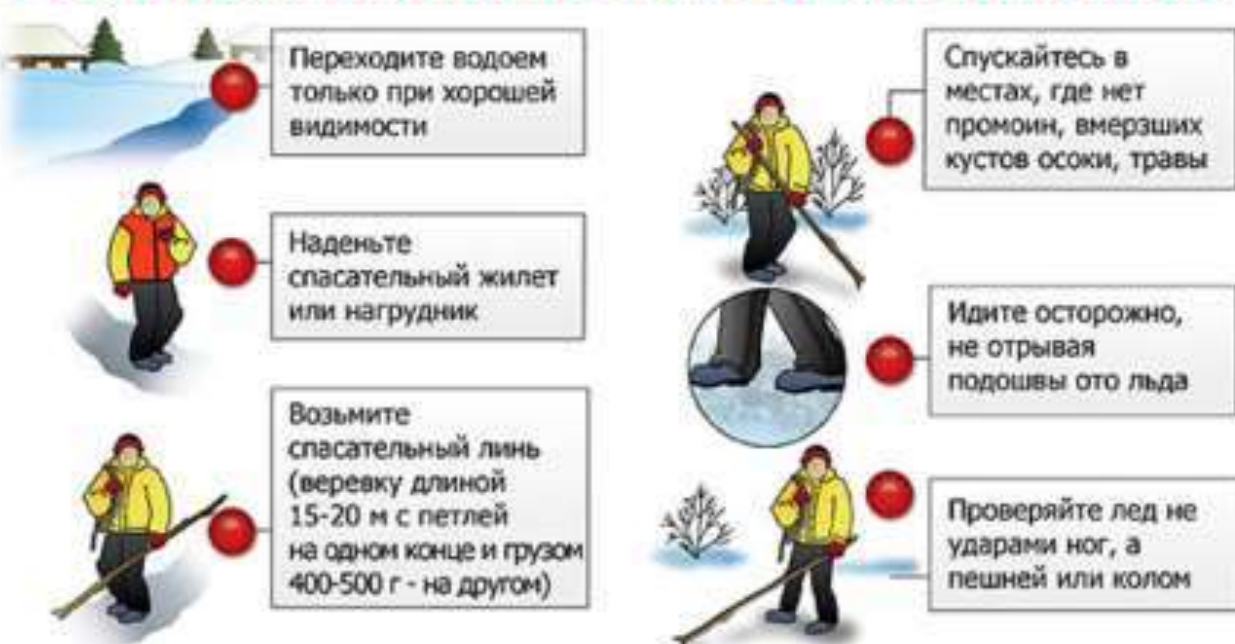 Переходите водоем
только при хорошей
видимости
Наденьте
спасательный жилет
или нагрудник
Возьмите
спасательный линь
(веревку длиной
15-20 м с петлей
на одном конце и грузом
400-500 г - на другом)
Спускайтесь в
местах, где нет
промоин, вмерзших
кустов осоки, травы
Идите осторожно,
не отрывая
подошвы ото льда
Проверяйте лед не
ударами ног, а
пешней или колом